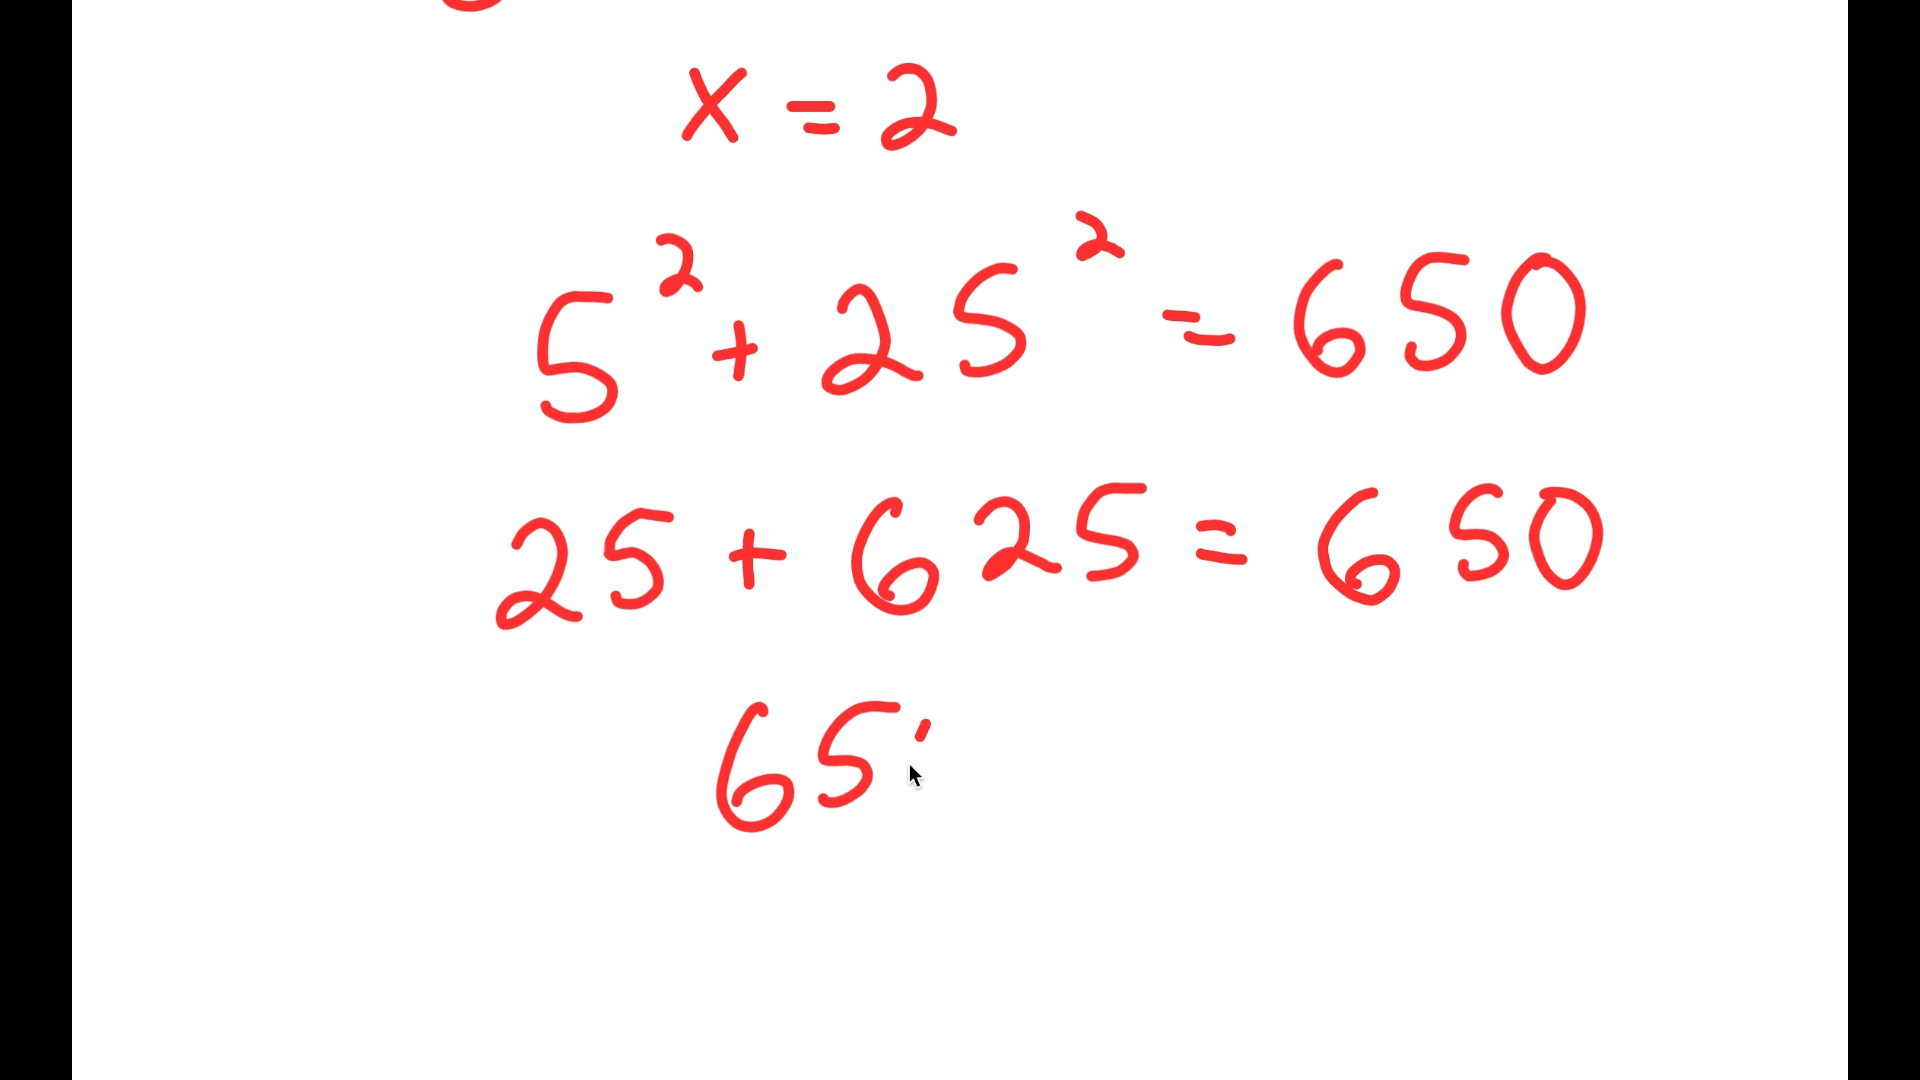 x = 2
5² + 25² = 650
25 + 625 = 650
65